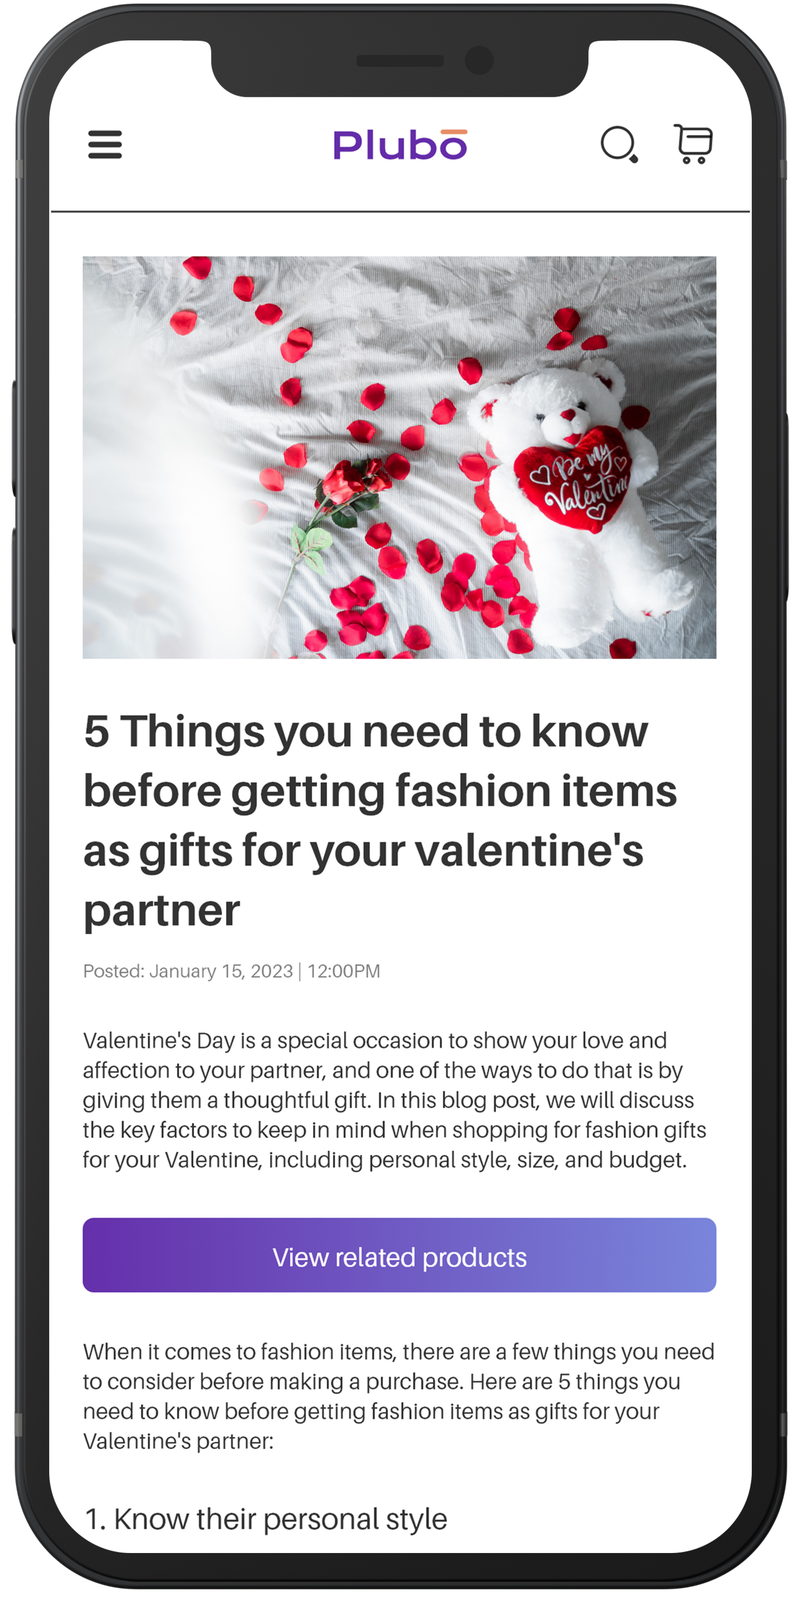 Plubo
Be my
Valentine
5 Things you need to know
before getting fashion items
as gifts for your valentine's
partner
Posted: January 15, 2023 | 12:00PM
Valentine's Day is a special occasion to show your love and
affection to your partner, and one of the ways to do that is by
giving them a thoughtful gift. In this blog post, we will discuss
the key factors to keep in mind when shopping for fashion gifts
for your Valentine, including personal style, size, and budget.
View related products
When it comes to fashion items, there are a few things you need
to consider before making a purchase. Here are 5 things you
need to know before getting fashion items as gifts for your
Valentine's partner:
1. Know their personal style